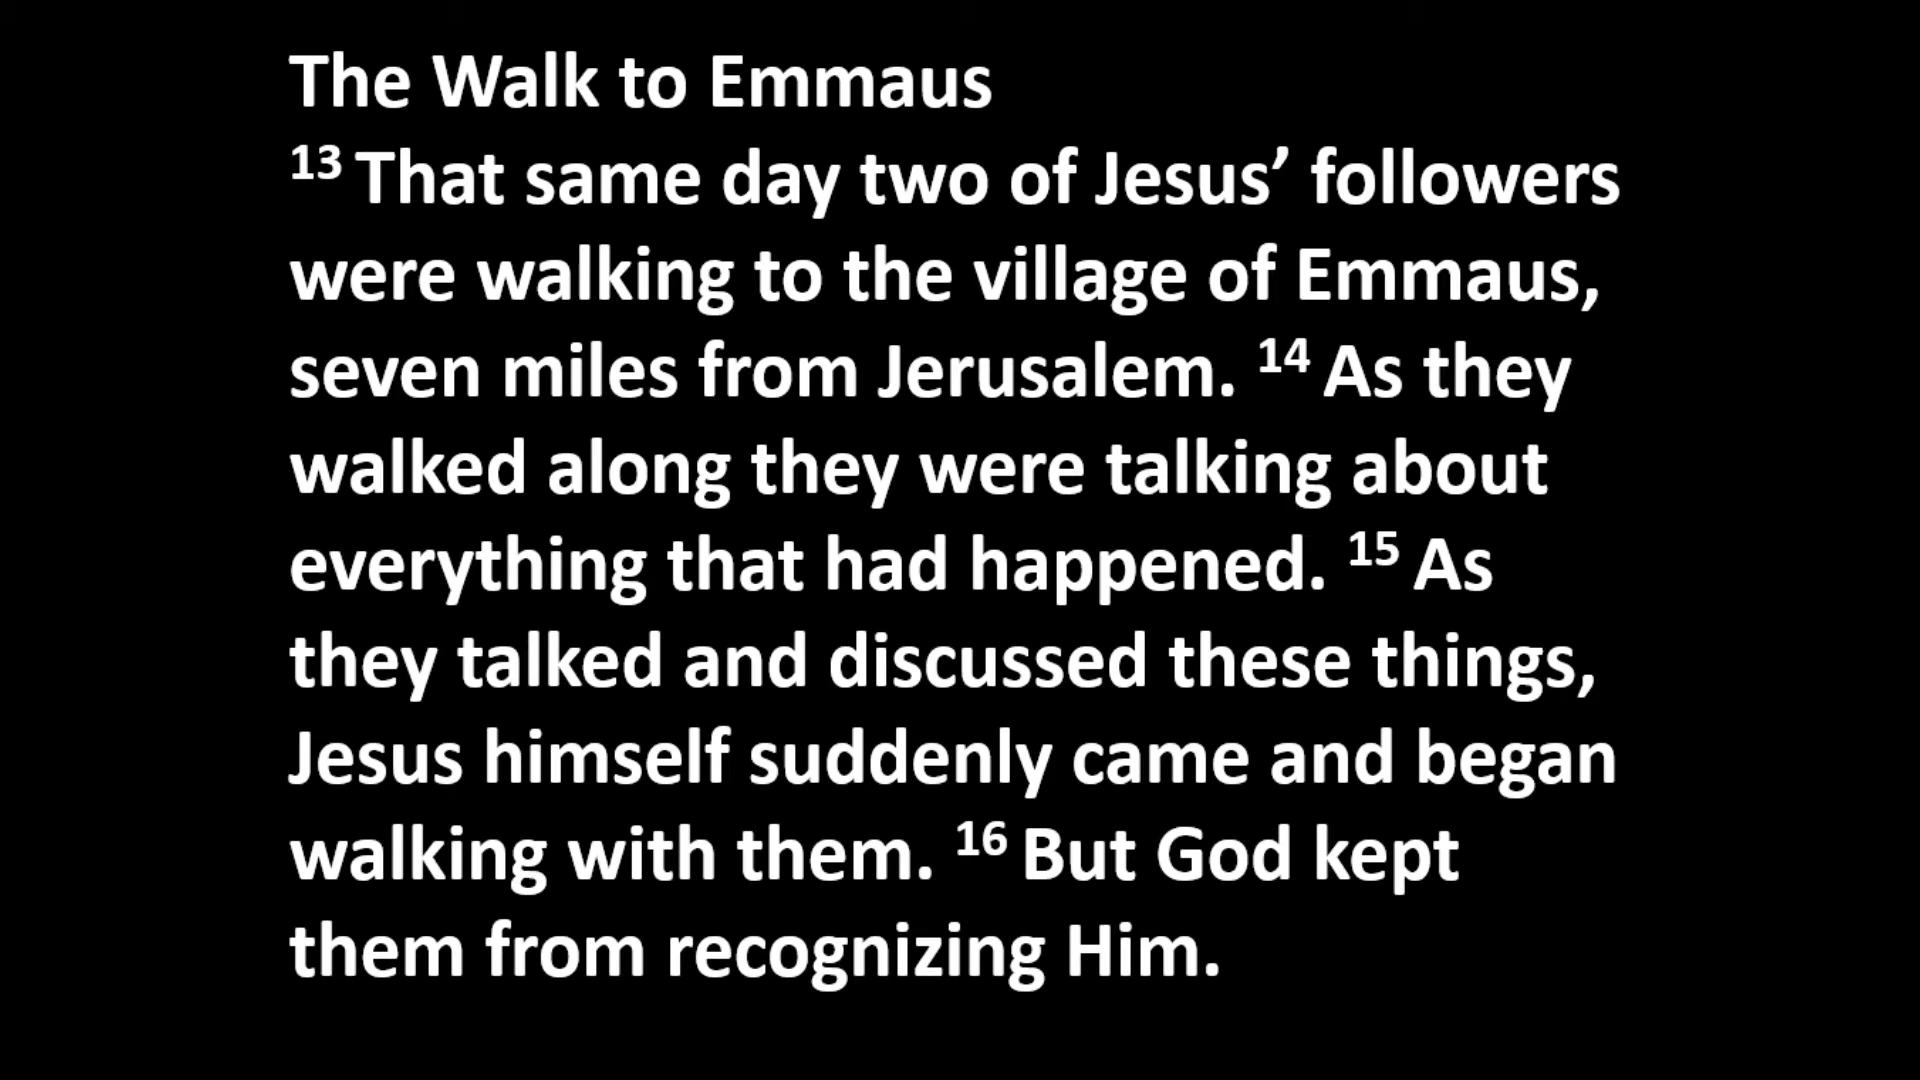 The Walk to Emmaus
13 That same day two of Jesus’ followers
were walking to the village of Emmaus,
seven miles from Jerusalem. 14 As they
walked along they were talking about
everything that had happened. 15 As
they talked and discussed these things,
Jesus himself suddenly came and began
walking with them. 16 But God kept
them from recognizing Him.